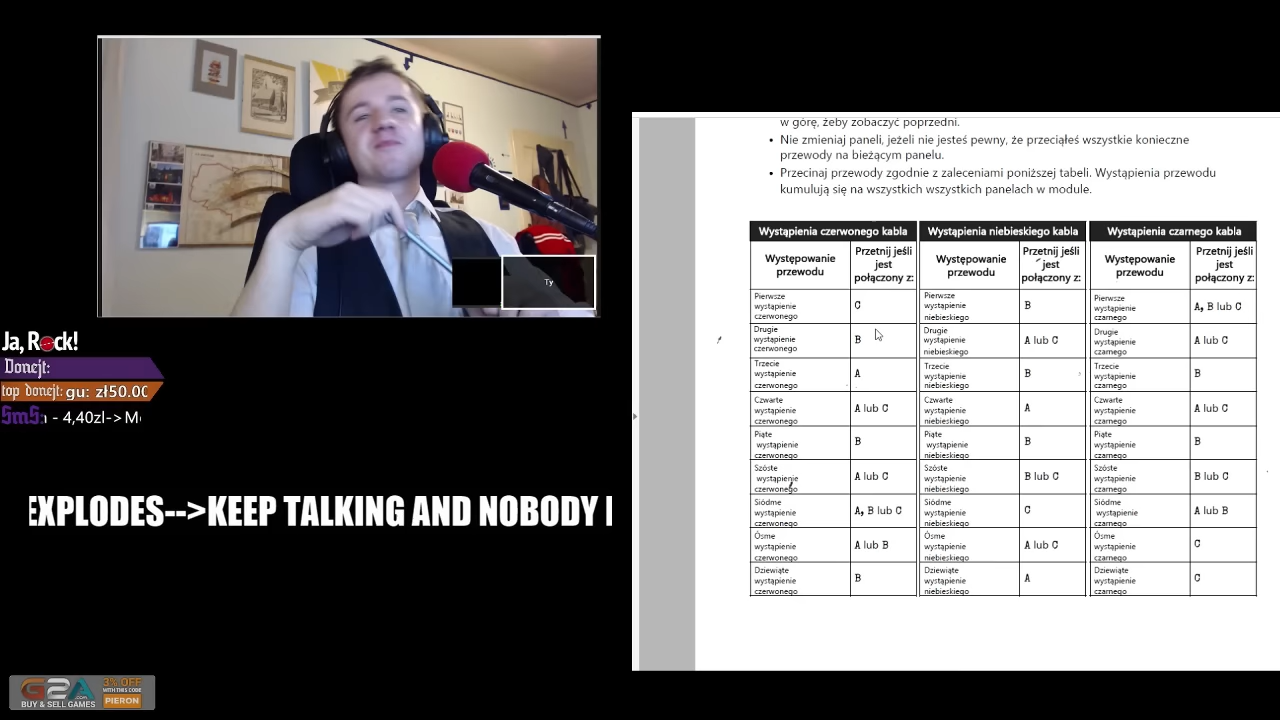 Ty
Ja, Rock!
Donejt:
top donejt: gu: zł50.00
SmS: - 4,40zl-> M
EXPLODES-->KEEP TALKING AND NOBODY
G2A.com
BUY & SELL GAMES
3% OFF
WITH THIS CODE
PIERON
w górę, żeby zobaczyć poprzedni.
• Nie zmieniaj paneli, jeżeli nie jesteś pewny, że przeciąłeś wszystkie konieczne
przewody na bieżącym panelu.
• Przecinaj przewody zgodnie z zaleceniami poniższej tabeli. Wystąpienia przewodu
kumulują się na wszystkich wszystkich panelach w module.
Wystąpienia czerwonego kabla
Występowanie przewodu
Przetnij jeśli jest połączony z:
Pierwsze wystąpienie czerwonego C
Drugie wystąpienie czerwonego B
Trzecie wystąpienie czerwonego A
Czwarte wystąpienie czerwonego A lub C
Piąte wystąpienie czerwonego B
Szóste wystąpienie czerwonego A lub C
Siódme wystąpienie czerwonego A, B lub C
Ósme wystąpienie czerwonego A lub B
Dziewiąte wystąpienie czerwonego B
Wystąpienia niebieskiego kabla
Występowanie przewodu
Przetnij jeśli jest połączony z:
Pierwsze wystąpienie niebieskiego B
Drugie wystąpienie niebieskiego A lub C
Trzecie wystąpienie niebieskiego B
Czwarte wystąpienie niebieskiego A
Piąte wystąpienie niebieskiego B
Szóste wystąpienie niebieskiego B lub C
Siódme wystąpienie niebieskiego C
Ósme wystąpienie niebieskiego A lub C
Dziewiąte wystąpienie niebieskiego A
Wystąpienia czarnego kabla
Występowanie przewodu
Przetnij jeśli jest połączony z:
Pierwsze wystąpienie czarnego A, B lub C
Drugie wystąpienie czarnego A lub C
Trzecie wystąpienie czarnego B
Czwarte wystąpienie czarnego A lub C
Piąte wystąpienie czarnego B
Szóste wystąpienie czarnego B lub C
Siódme wystąpienie czarnego A lub B
Ósme wystąpienie czarnego C
Dziewiąte wystąpienie czarnego C